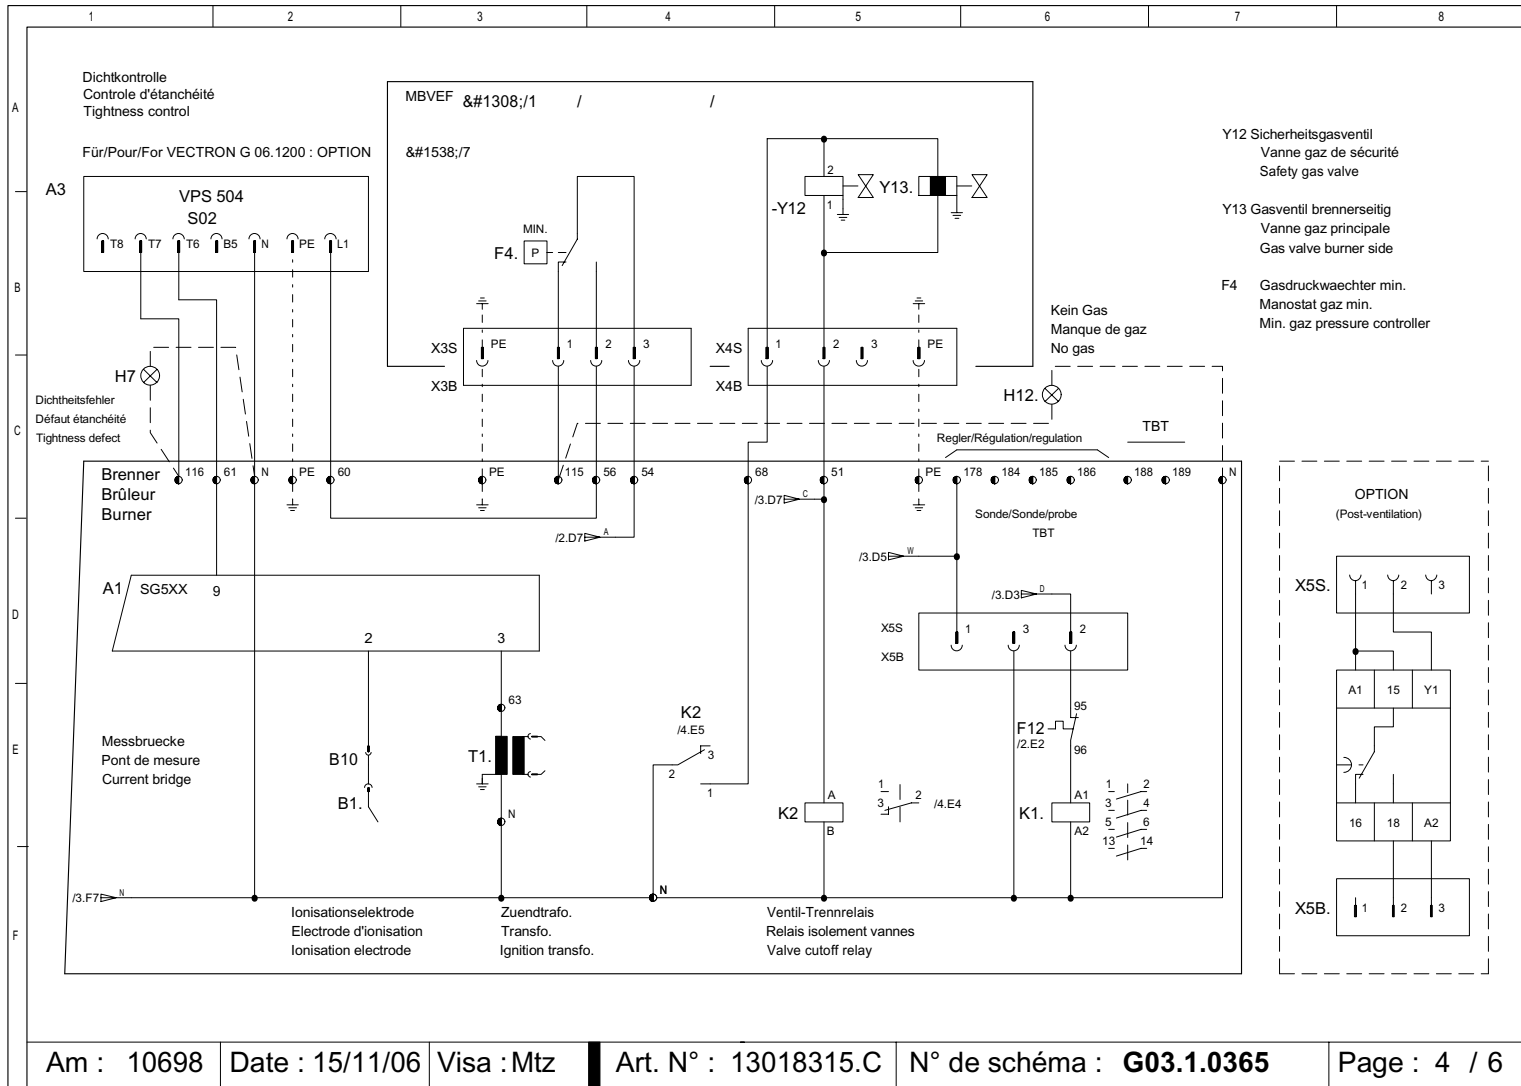 1 2 3 4 5 6 7 8
A
B
C
D
E
F
Dichtkontrolle
Controle d'étanchéité
Tightness control
Für/Pour/For VECTRON G 06.1200 : OPTION
MBVEF &#1308;/1 / /
&#1538;/7
A3
VPS 504
S02
T8 T7 T6 B5 N PE L1
MIN.
F4. P
2
-Y12
1
Y13.
Y12 Sicherheitsgasventil
Vanne gaz de sécurité
Safety gas valve
Y13 Gasventil brennerseitig
Vanne gaz principale
Gas valve burner side
F4 Gasdruckwaechter min.
Manostat gaz min.
Min. gaz pressure controller
X3S PE 1 2 3
X3B
X4S 1 2 3 PE
X4B
Kein Gas
Manque de gaz
No gas
H12.
H7
Dichtheitsfehler
Défaut étanchéité
Tightness defect
Regler/Régulation/regulation
TBT
Brenner
Brûleur
Burner
116 61 N PE 60 PE 115 56 54 68 51 PE 178 184 185 186 188 189 N
/3.D7 C
/2.D7 A
Sonde/Sonde/probe
TBT
/3.D5 W
/3.D3 D
A1 SG5XX 9
2 3
X5S 1 3 2
X5B
OPTION
(Post-ventilation)
X5S. 1 2 3
A1 15 Y1
16 18 A2
X5B. 1 2 3
Messbruecke
Pont de mesure
Current bridge
B10
B1.
63
T1.
N
K2
/4.E5
3
2
1
K2 A
B
1
3 2
/4.E4
F12
/2.E2
95
96
K1. A1
A2
1 2
3 4
5 6
13 14
/3.F7 N
N
Ionisationselektrode
Electrode d'ionisation
Ionisation electrode
Zuendtrafo.
Transfo.
Ignition transfo.
Ventil-Trennrelais
Relais isolement vannes
Valve cutoff relay
Am : 10698 Date : 15/11/06 Visa : Mtz Art. N° : 13018315.C N° de schéma : G03.1.0365 Page : 4 / 6